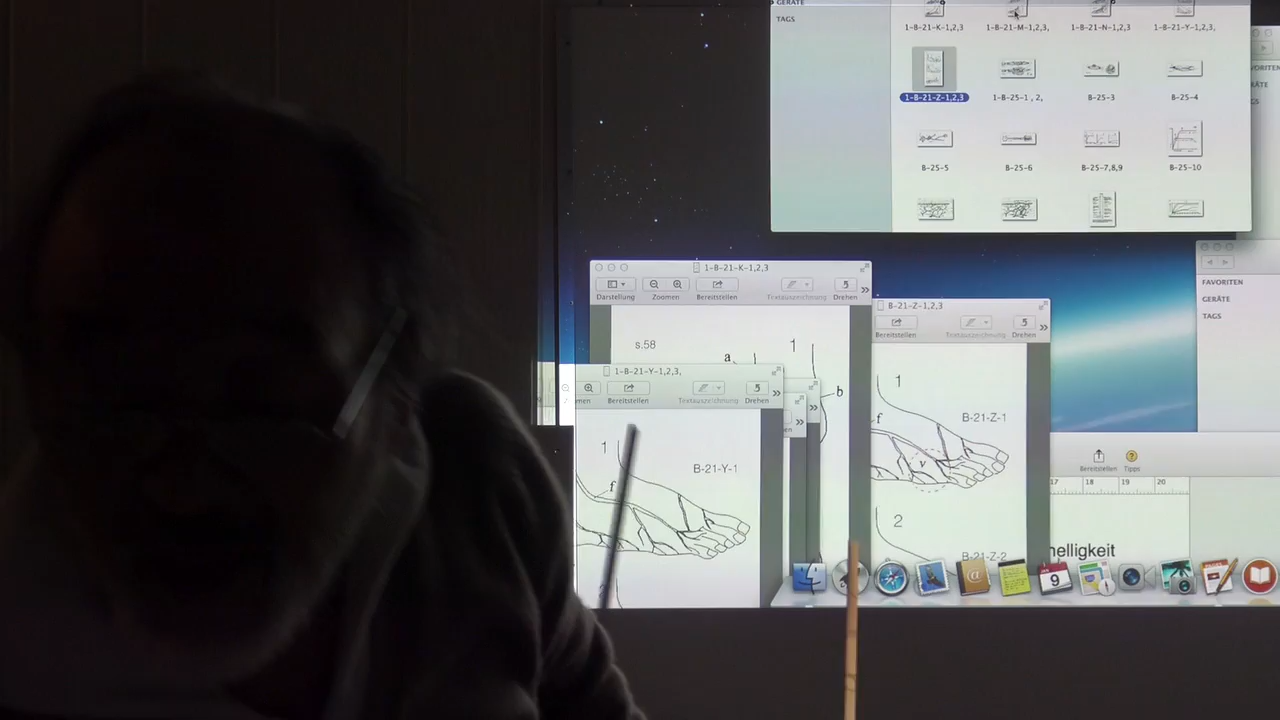 GERÄTE
TAGS
1-B-21-K-1,2,3
1-B-21-M-1,2,3,
1-B-21-N-1,2,3
1-B-21-Y-1,2,3,
1-B-21-Z-1,2,3
1-B-25-1 , 2,
B-25-3
B-25-4
B-25-5
B-25-6
B-25-7,8,9
B-25-10
1-B-21-K-1,2,3
Darstellung
Zoomen
Bereitstellen
Textauszeichnung
Drehen
s.58
a
1
b
B-21-Z-1,2,3
Bereitstellen
Textauszeichnung
Drehen
1
f
B-21-Z-1
v
2
B-21-Z-2
1-B-21-Y-1,2,3,
men
Bereitstellen
Textauszeichnung
Drehen
en
1
B-21-Y-1
f
FAVORITEN
GERÄTE
TAGS
Bereitstellen
Tipps
17
18
19
20
helligkeit
9